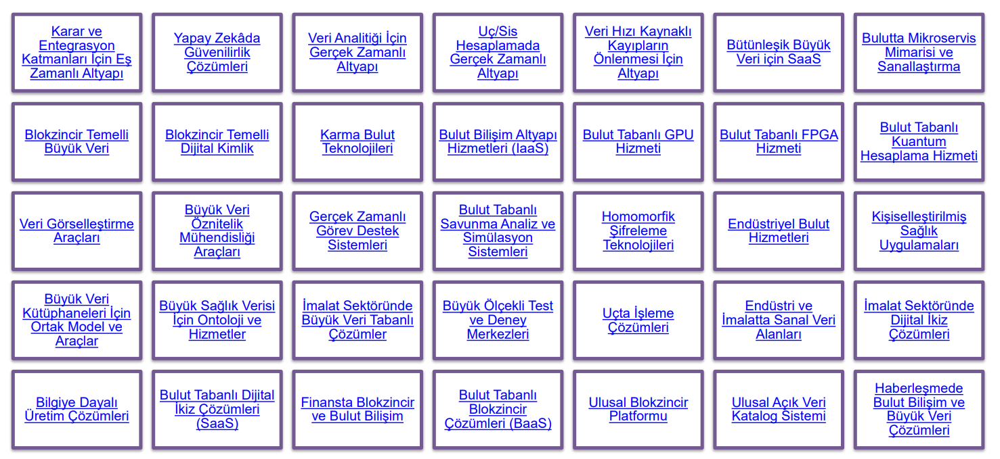 Karar ve
Entegrasyon
Katmanları İçin Eş
Zamanlı Altyapı
Yapay Zekâda
Güvenilirlik
Çözümleri
Veri Analitiği İçin
Gerçek Zamanlı
Altyapı
Uç/Sis
Hesaplamada
Gerçek Zamanlı
Altyapı
Veri Hızı Kaynaklı
Kayıpların
Önlenmesi İçin
Altyapı
Bütünleşik Büyük
Veri için SaaS
Bulutta Mikroservis
Mimarisi ve
Sanallaştırma
Blokzincir Temelli
Büyük Veri
Blokzincir Temelli
Dijital Kimlik
Karma Bulut
Teknolojileri
Bulut Bilişim Altyapı
Hizmetleri (IaaS)
Bulut Tabanlı GPU
Hizmeti
Bulut Tabanlı FPGA
Hizmeti
Bulut Tabanlı
Kuantum
Hesaplama Hizmeti
Veri Görselleştirme
Araçları
Büyük Veri
Öznitelik
Mühendisliği
Araçları
Gerçek Zamanlı
Görev Destek
Sistemleri
Bulut Tabanlı
Savunma Analiz ve
Simülasyon
Sistemleri
Homomorfik
Şifreleme
Teknolojileri
Endüstriyel Bulut
Hizmetleri
Kişiselleştirilmiş
Sağlık
Uygulamaları
Büyük Veri
Kütüphaneleri İçin
Ortak Model ve
Araçlar
Büyük Sağlık Verisi
İçin Ontoloji ve
Hizmetler
İmalat Sektöründe
Büyük Veri Tabanlı
Çözümler
Büyük Ölçekli Test
ve Deney
Merkezleri
Uçta İşleme
Çözümleri
Endüstri ve
İmalatta Sanal Veri
Alanları
İmalat Sektöründe
Dijital İkiz
Çözümleri
Bilgiye Dayalı
Üretim Çözümleri
Bulut Tabanlı Dijital
İkiz Çözümleri
(SaaS)
Finansta Blokzincir
ve Bulut Bilişim
Bulut Tabanlı
Blokzincir
Çözümleri (BaaS)
Ulusal Blokzincir
Platformu
Ulusal Açık Veri
Katalog Sistemi
Haberleşmede
Bulut Bilişim ve
Büyük Veri
Çözümleri